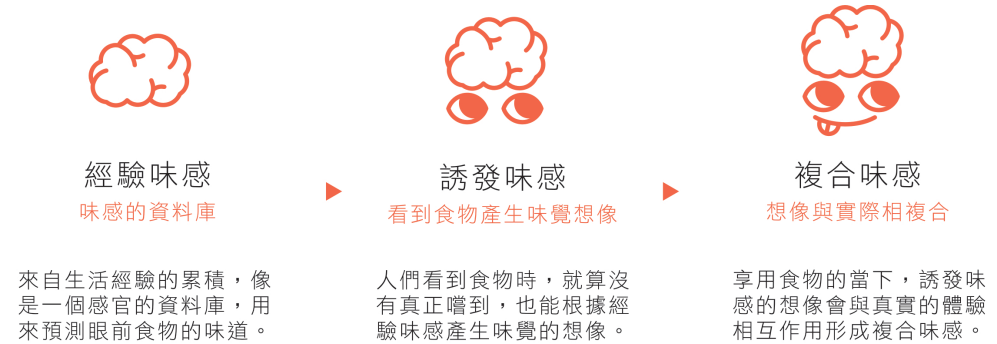 經驗味感
味感的資料庫
來自生活經驗的累積，像
是一個感官的資料庫，用
來預測眼前食物的味道。
誘發味感
看到食物產生味覺想像
人們看到食物時，就算沒
有真正嚐到，也能根據經
驗味感產生味覺的想像。
複合味感
想像與實際相複合
享用食物的當下，誘發味
感的想像會與真實的體驗
相互作用形成複合味感。